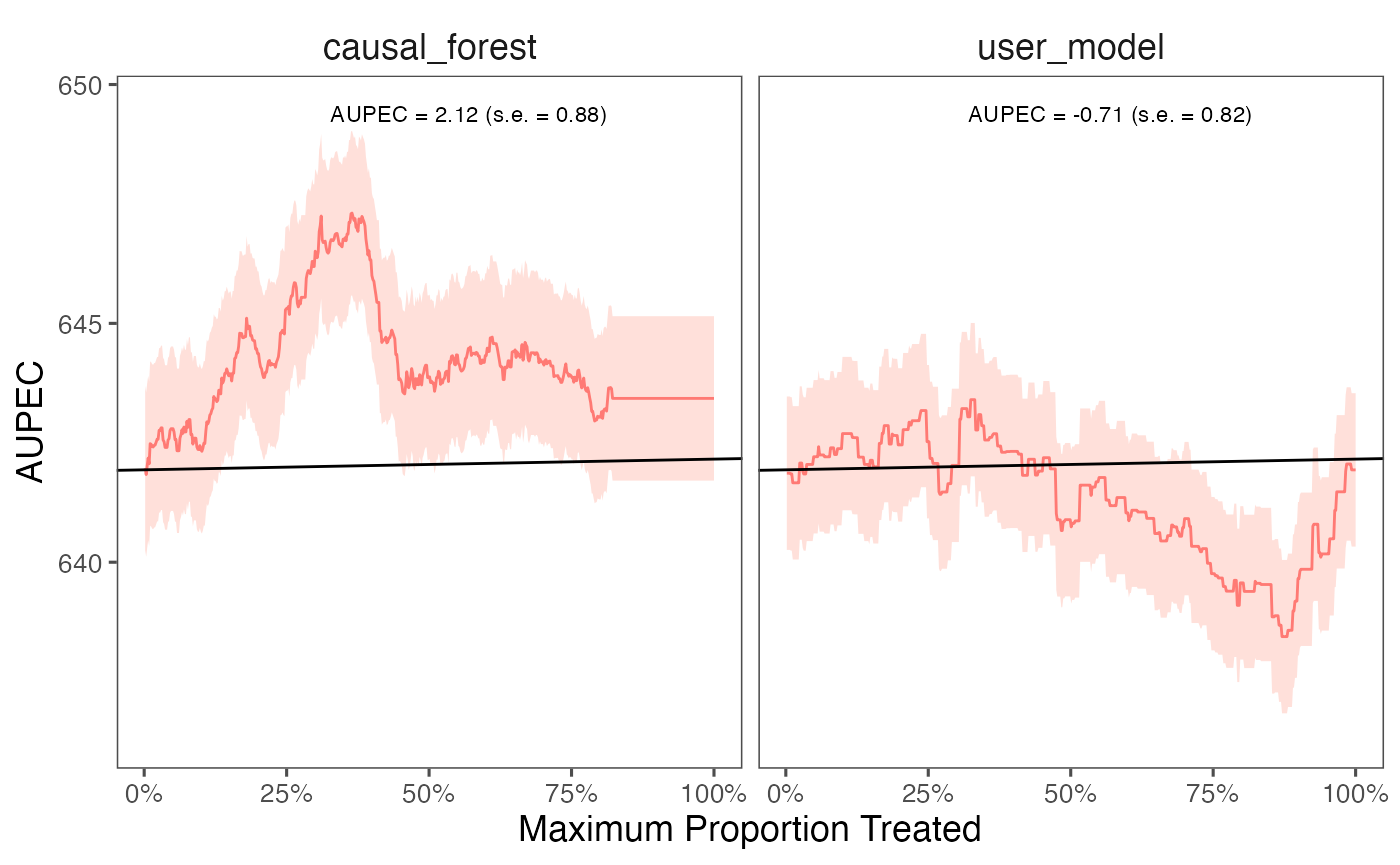 causal_forest
user_model
AUPEC = 2.12 (s.e. = 0.88)
AUPEC = -0.71 (s.e. = 0.82)
650
645
640
AUPEC
0% 25% 50% 75% 100%
0% 25% 50% 75% 100%
Maximum Proportion Treated